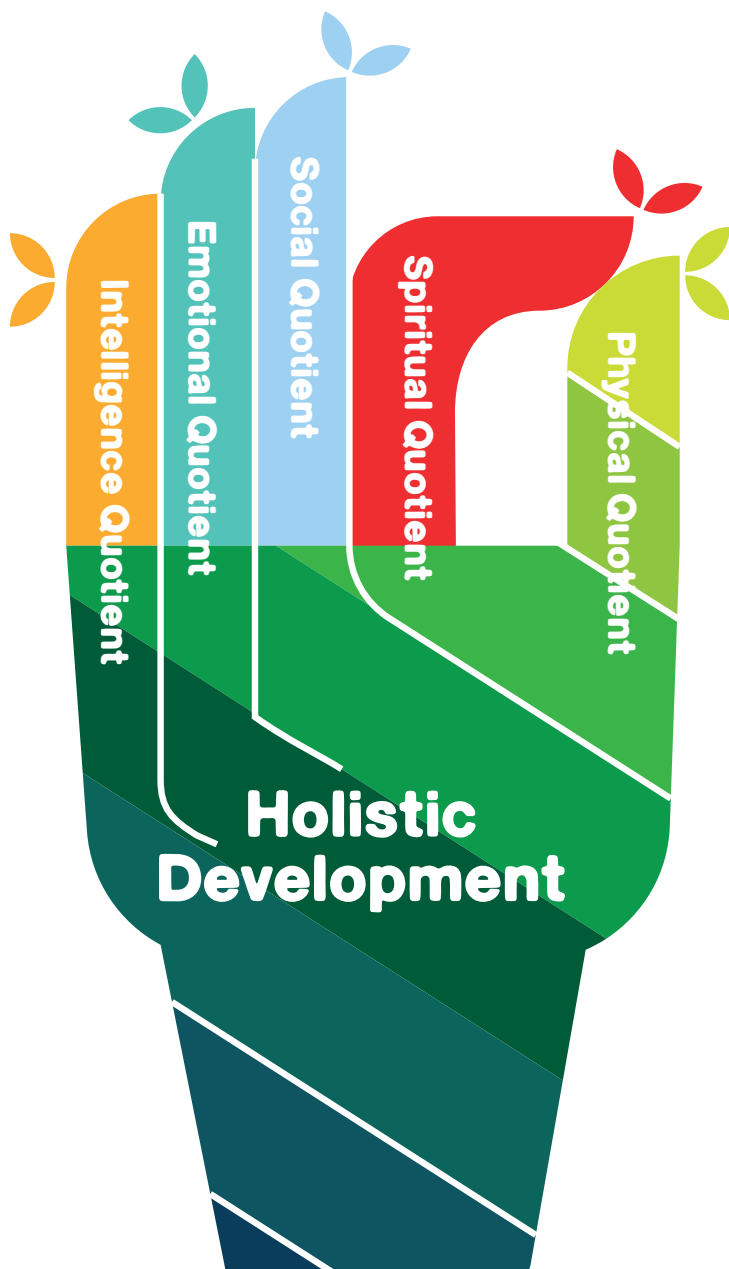 Intelligence Quotient
Emotional Quotient
Social Quotient
Spiritual Quotient
Physical Quotient
Holistic
Development